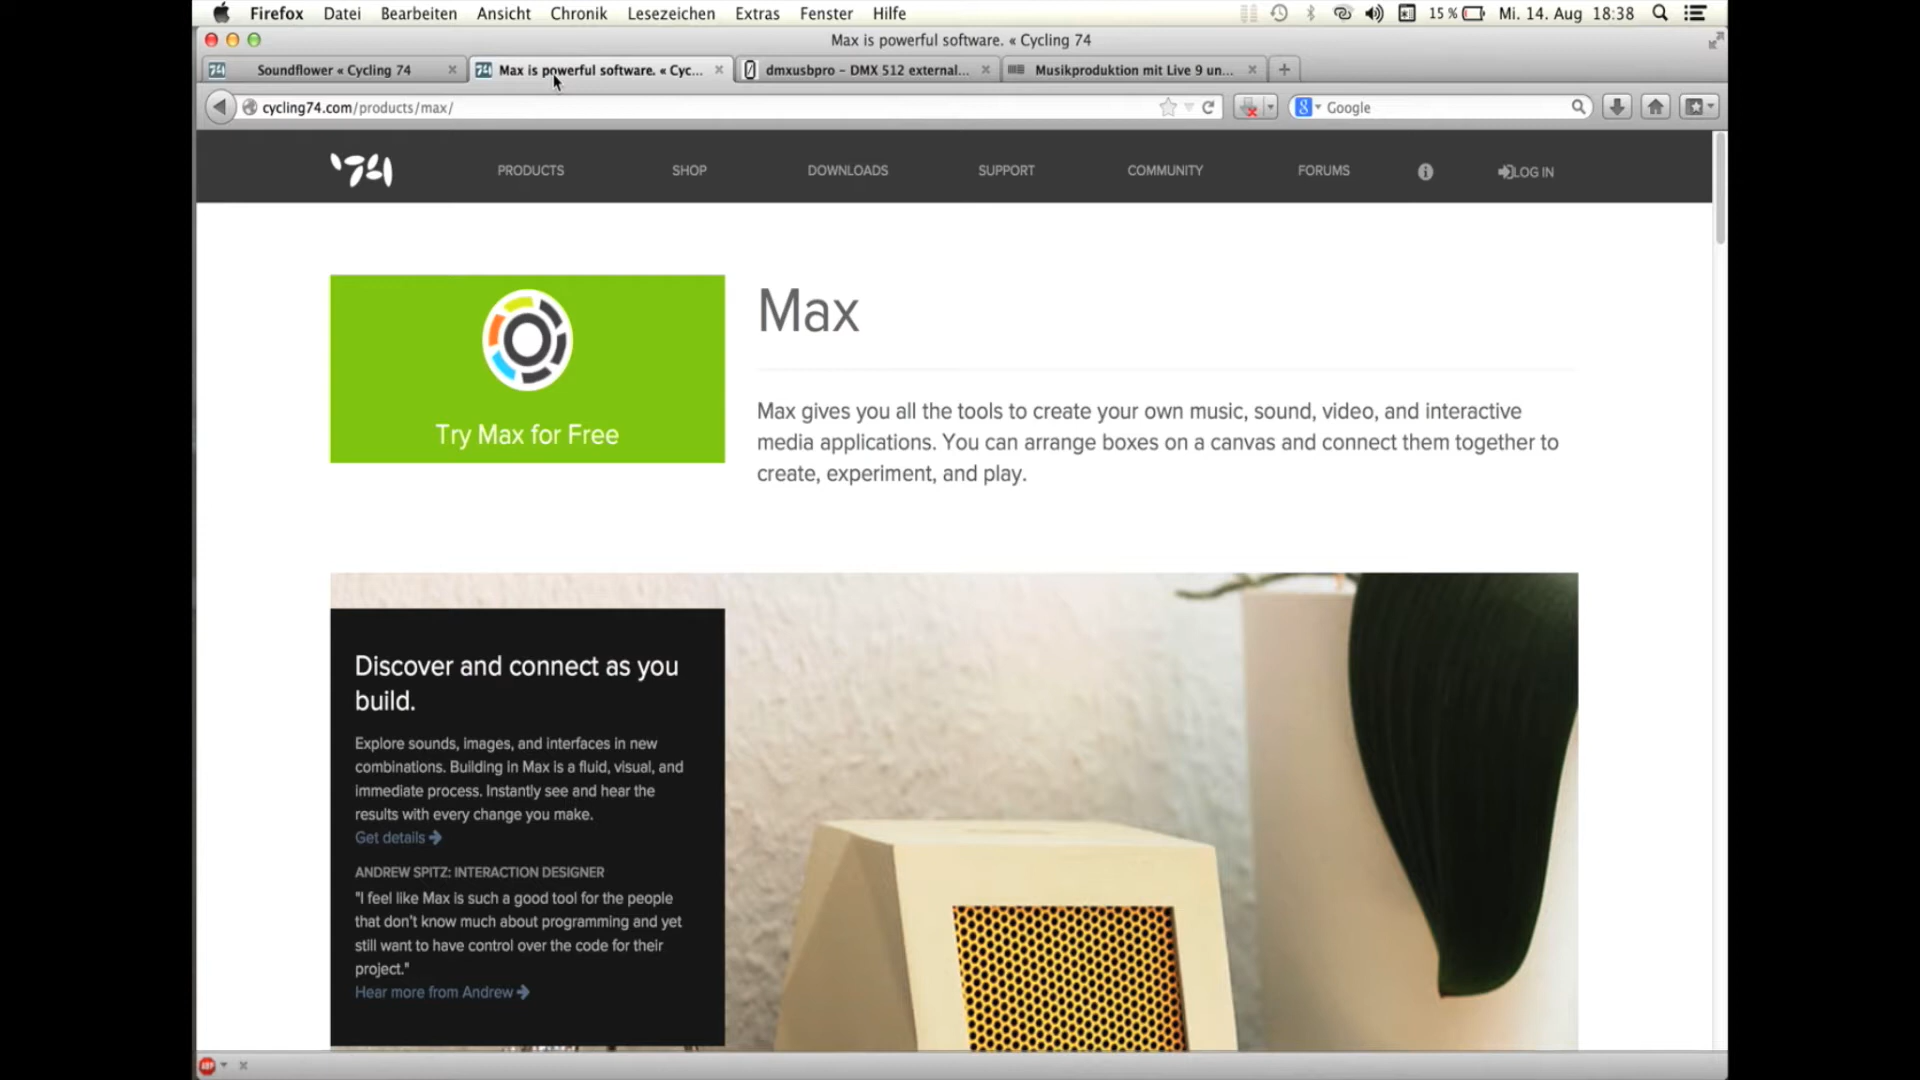 Firefox Datei Bearbeiten Ansicht Chronik Lesezeichen Extras Fenster Hilfe 15 % Mi. 14. Aug 18:38
Max is powerful software. « Cycling 74
Soundflower « Cycling 74 Max is powerful software. « Cyc... dmxusbpro – DMX 512 external... Musikproduktion mit Live 9 un...
cycling74.com/products/max/ Google
'74 PRODUCTS SHOP DOWNLOADS SUPPORT COMMUNITY FORUMS LOG IN
Max
Try Max for Free
Max gives you all the tools to create your own music, sound, video, and interactive
media applications. You can arrange boxes on a canvas and connect them together to
create, experiment, and play.
Discover and connect as you
build.
Explore sounds, images, and interfaces in new
combinations. Building in Max is a fluid, visual, and
immediate process. Instantly see and hear the
results with every change you make.
Get details
ANDREW SPITZ: INTERACTION DESIGNER
"I feel like Max is such a good tool for the people
that don't know much about programming and yet
still want to have control over the code for their
project."
Hear more from Andrew
ABP